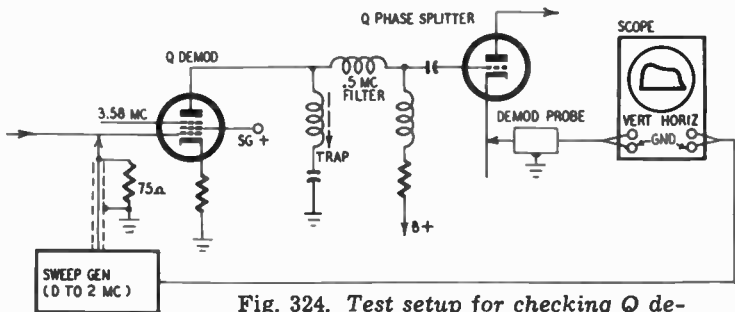 Q PHASE SPLITTER
SCOPE
Q DEMOD
.5 MC
FILTER
3.58 MC
DEMOD PROBE
VERT HORIZ
GND
SG +
TRAP
75Ω
B+
SWEEP GEN
(D TO 2 MC)
Fig. 324. Test setup for checking Q de-